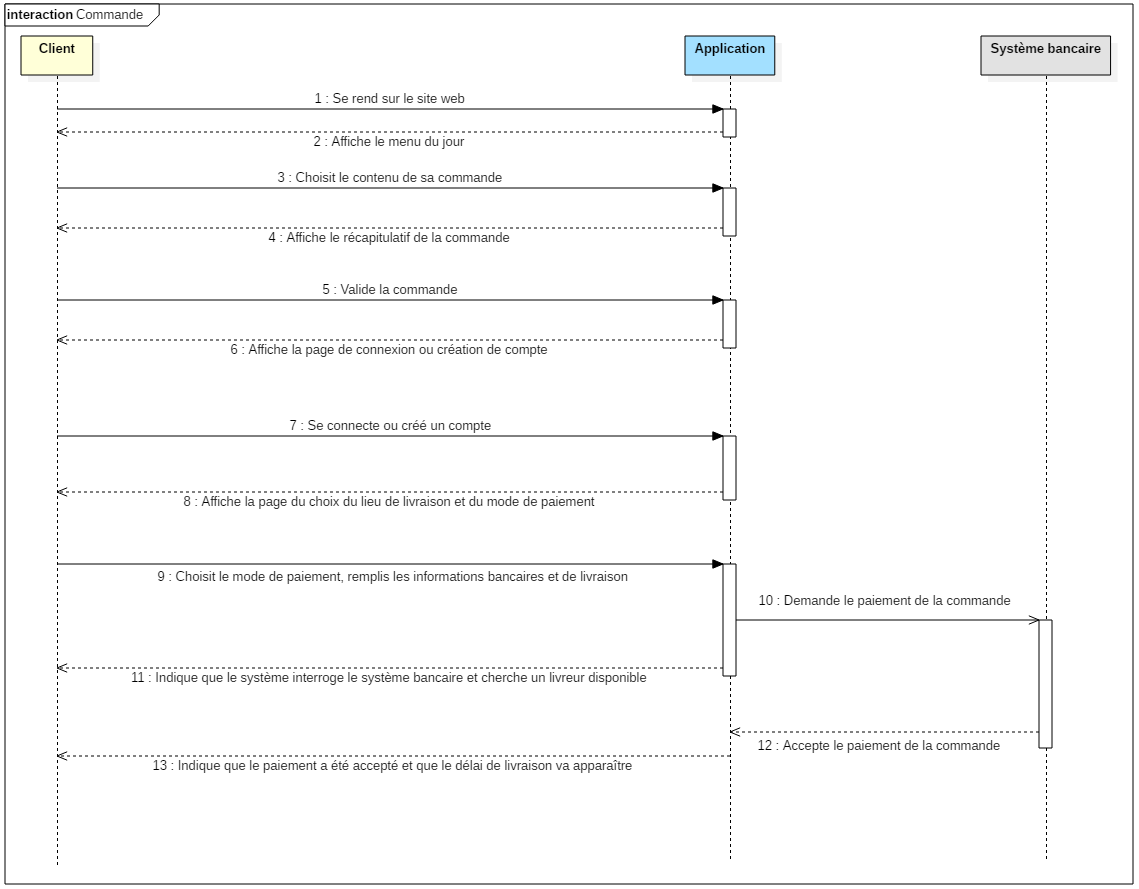 interaction Commande
Client
Application
Système bancaire
1 : Se rend sur le site web
2 : Affiche le menu du jour
3 : Choisit le contenu de sa commande
4 : Affiche le récapitulatif de la commande
5 : Valide la commande
6 : Affiche la page de connexion ou création de compte
7 : Se connecte ou créé un compte
8 : Affiche la page du choix du lieu de livraison et du mode de paiement
9 : Choisit le mode de paiement, remplis les informations bancaires et de livraison
10 : Demande le paiement de la commande
11 : Indique que le système interroge le système bancaire et cherche un livreur disponible
12 : Accepte le paiement de la commande
13 : Indique que le paiement a été accepté et que le délai de livraison va apparaître